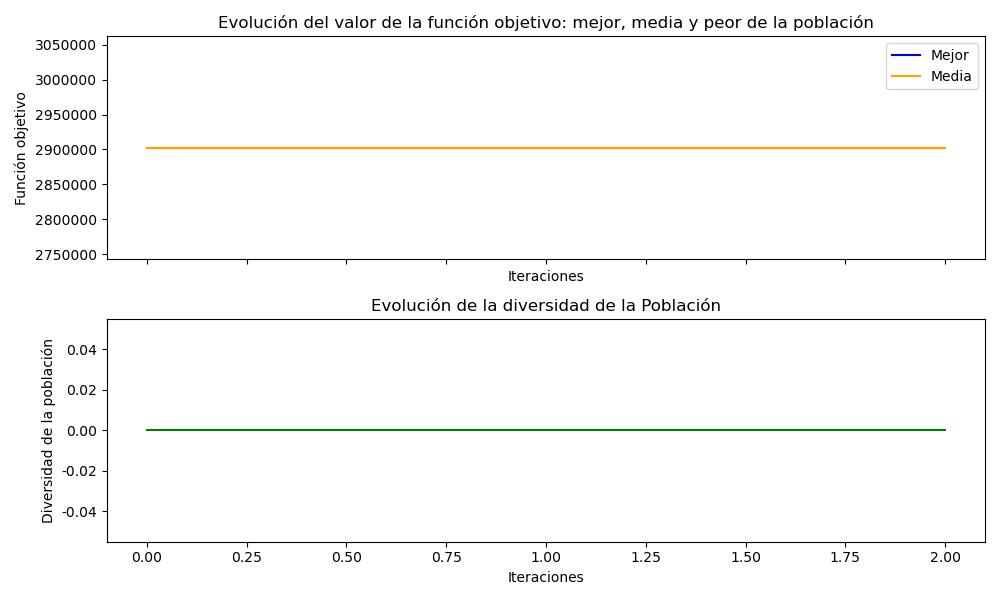 Evolución del valor de la función objetivo: mejor, media y peor de la población
3050000
3000000
2950000
2900000
2850000
2800000
2750000
Función objetivo
Mejor
Media
Iteraciones
Evolución de la diversidad de la Población
0.04
0.02
0.00
-0.02
-0.04
Diversidad de la población
0.00 0.25 0.50 0.75 1.00 1.25 1.50 1.75 2.00
Iteraciones